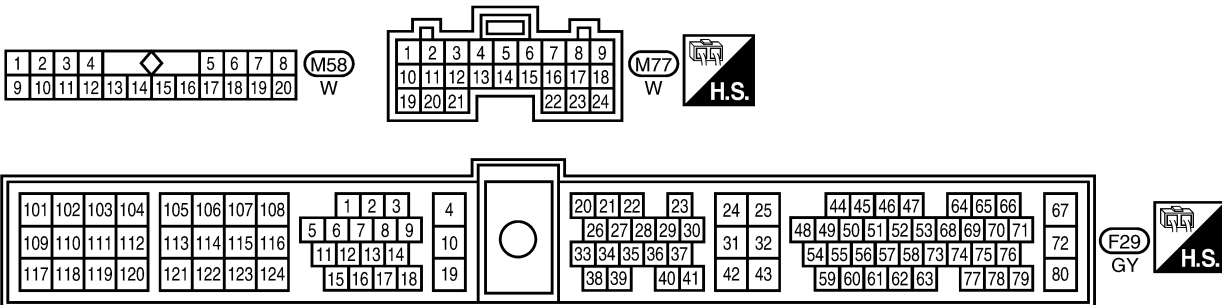 1 2 3 4 5 6 7 8
9 10 11 12 13 14 15 16 17 18 19 20
M58
W
1 2 3 4 5 6 7 8 9
10 11 12 13 14 15 16 17 18
19 20 21 22 23 24
M77
W
H.S.
101 102 103 104 105 106 107 108 1 2 3 4 20 21 22 23 24 25 44 45 46 47 64 65 66 67
5 6 7 8 9 26 27 28 29 30 48 49 50 51 52 53 68 69 70 71
109 110 111 112 113 114 115 116 10 31 32 72
11 12 13 14 33 34 35 36 37 54 55 56 57 58 73 74 75 76
117 118 119 120 121 122 123 124 15 16 17 18 19 38 39 40 41 42 43 59 60 61 62 63 77 78 79 80
F29
GY
H.S.